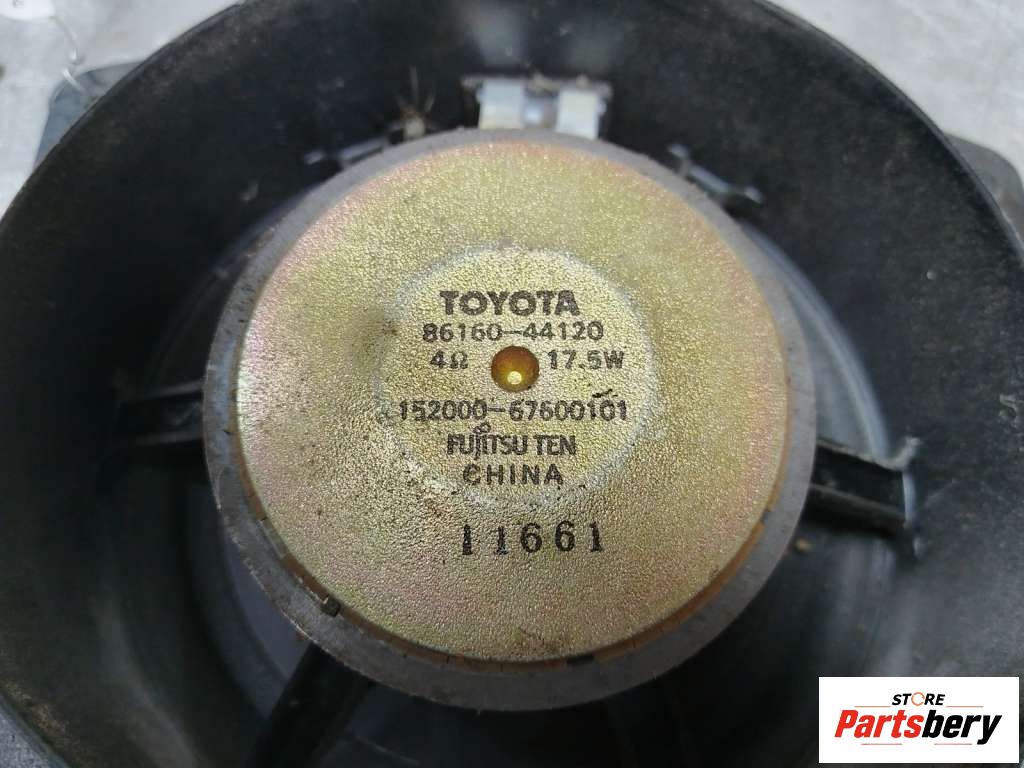 TOYOTA
86160-44120
4Ω 17.5W
152000-67600101
FUJITSU TEN
CHINA
11661
STORE
Partsbery